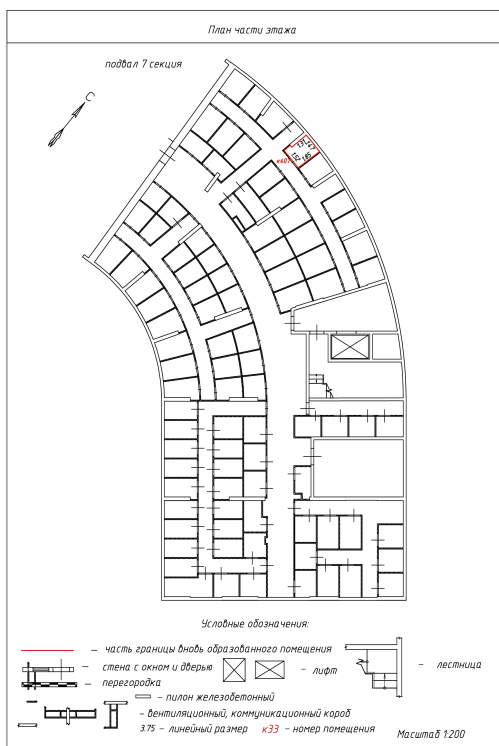 План части этажа
подвал 7 секция
С
к607
Условные обозначения:
– часть границы вновь образованного помещения
– стена с окном и дверью
– перегородка
– лифт
– лестница
– пилон железобетонный
– вентиляционный, коммуникационный короб
3.75 – линейный размер к33 – номер помещения
Масштаб 1:200